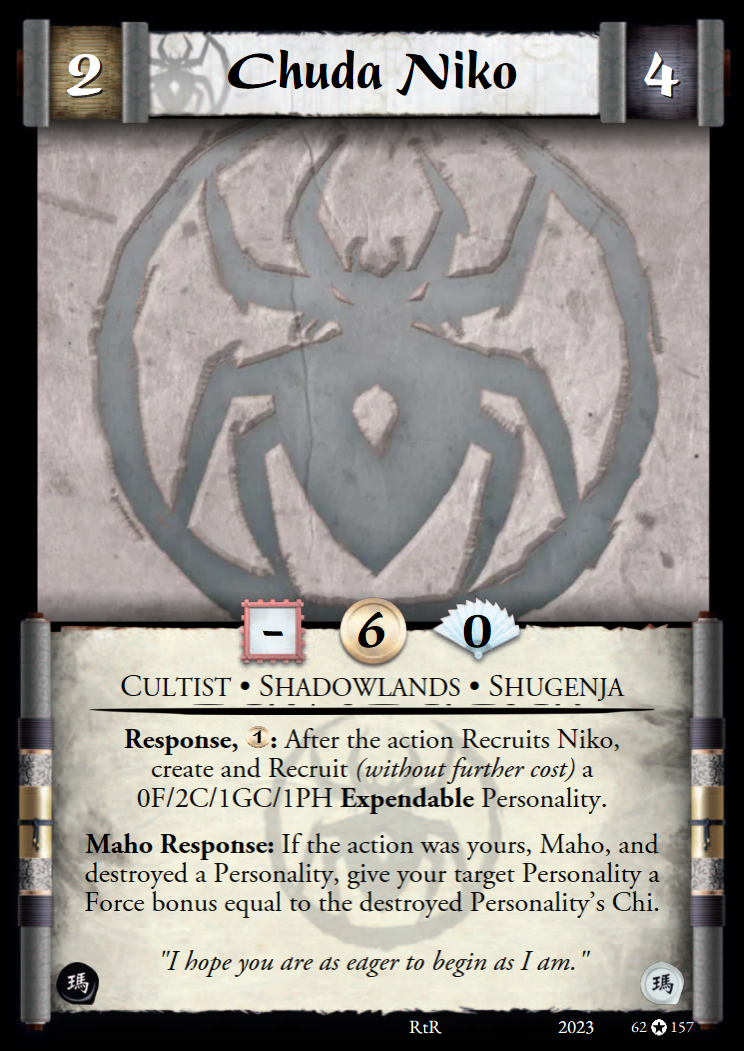 2 Chuda Niko 4
- 6 0
Cultist • Shadowlands • Shugenja
Response, 1: After the action Recruits Niko,
create and Recruit (without further cost) a
0F/2C/1GC/1PH Expendable Personality.
Maho Response: If the action was yours, Maho, and
destroyed a Personality, give your target Personality a
Force bonus equal to the destroyed Personality's Chi.
"I hope you are as eager to begin as I am."
瑪 瑪
RtR 2023 62 ✪ 157